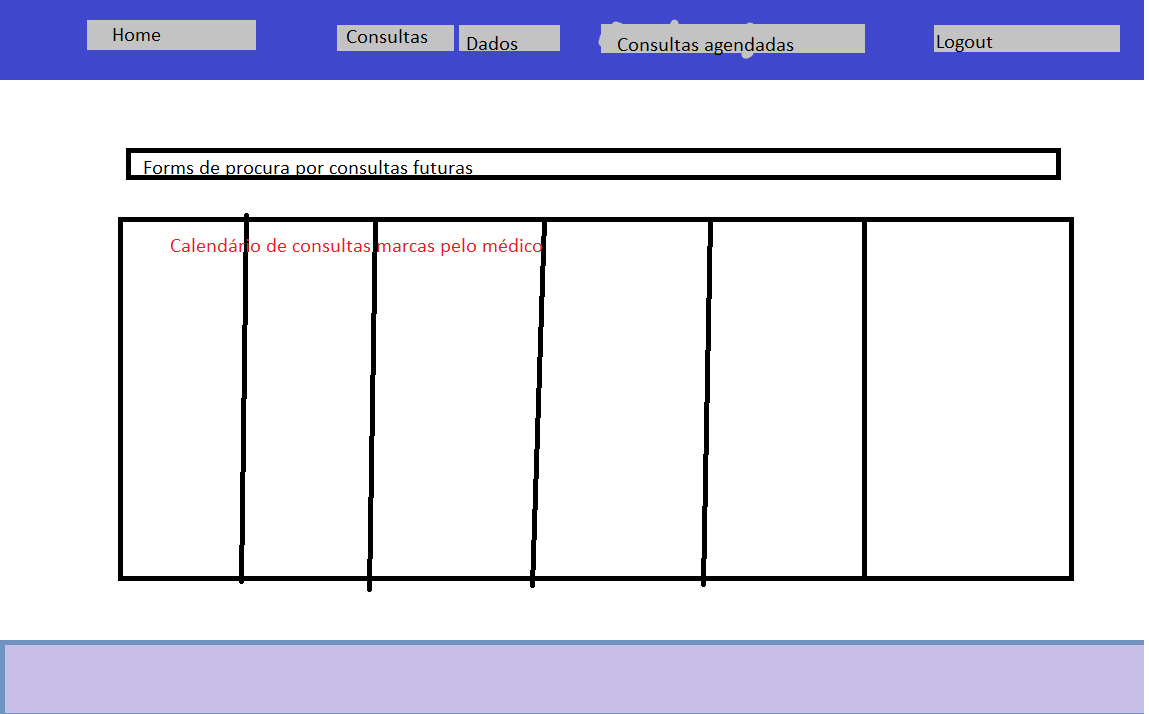 Home
Consultas
Dados
Consultas agendadas
Logout
Forms de procura por consultas futuras
Calendário de consultas marcas pelo médico